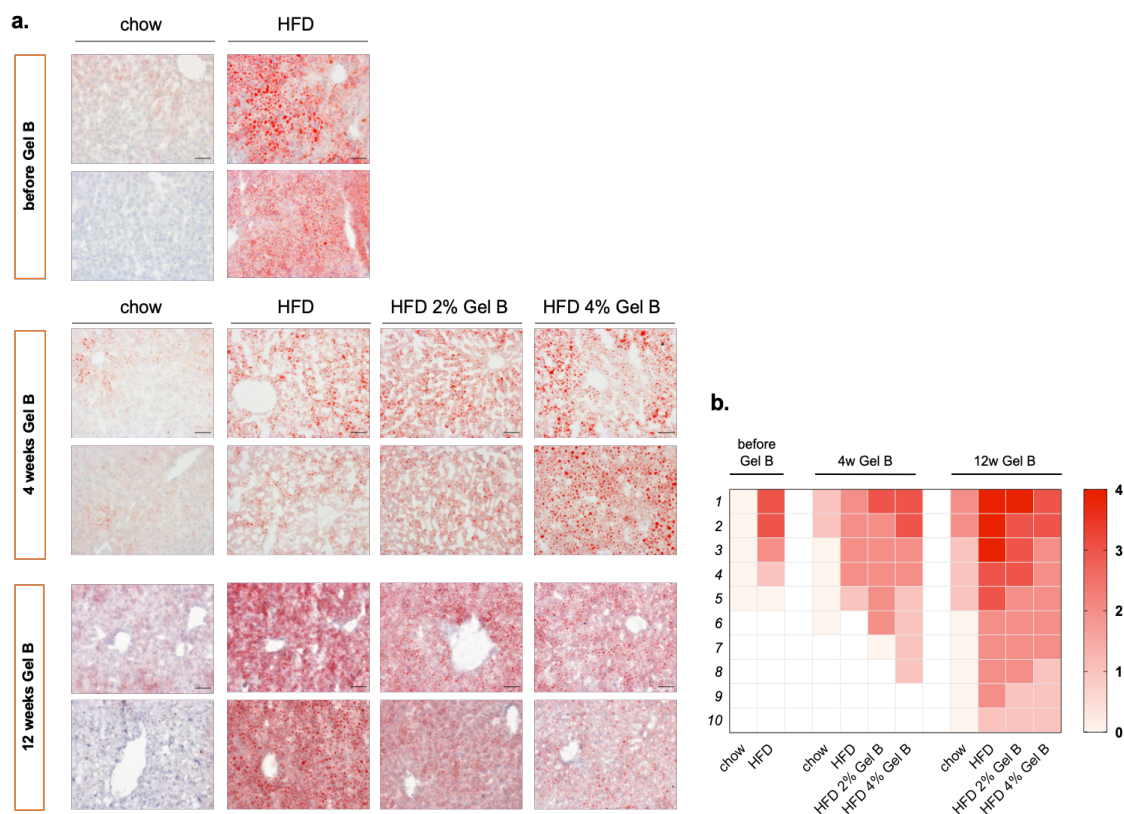 a.
chow HFD
before Gel B
chow HFD HFD 2% Gel B HFD 4% Gel B
4 weeks Gel B
12 weeks Gel B
b.
before
Gel B 4w Gel B 12w Gel B
1
2
3
4
5
6
7
8
9
10
4
3
2
1
0
chow HFD chow HFD HFD 2% Gel B HFD 4% Gel B chow HFD HFD 2% Gel B HFD 4% Gel B